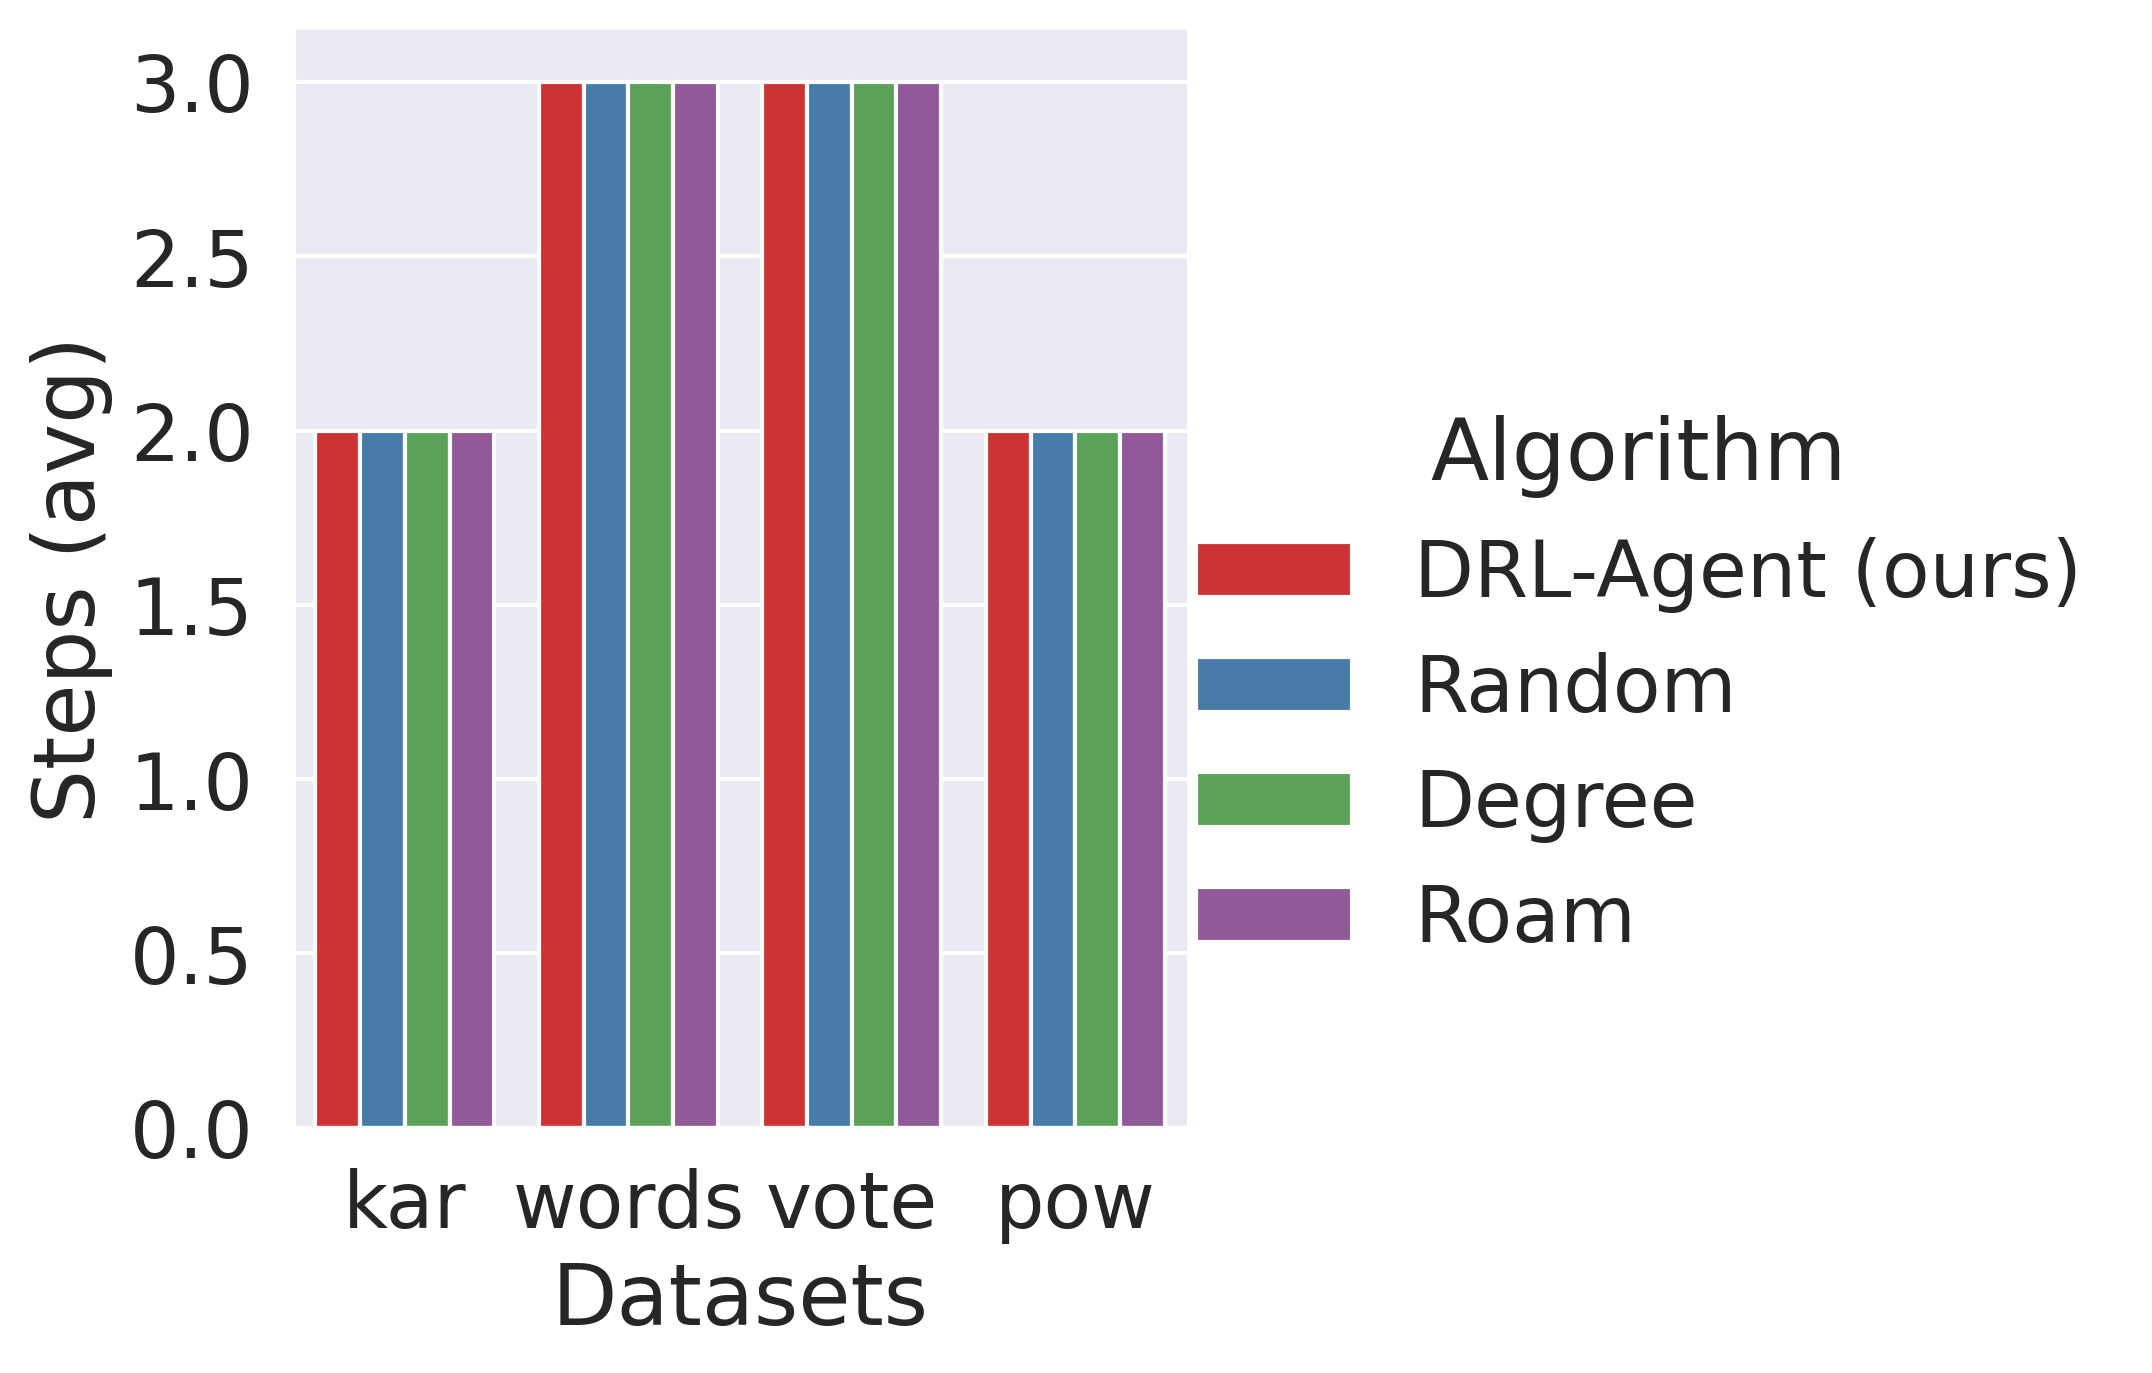 3.0
2.5
2.0
1.5
1.0
0.5
0.0
Steps (avg)
kar words vote pow
Datasets
Algorithm
DRL-Agent (ours)
Random
Degree
Roam